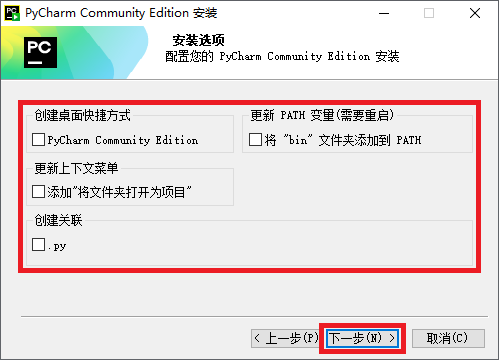 PyCharm Community Edition 安装
PC
安装选项
配置您的 PyCharm Community Edition 安装
创建桌面快捷方式
PyCharm Community Edition
更新 PATH 变量(需要重启)
将 "bin" 文件夹添加到 PATH
更新上下文菜单
添加"将文件夹打开为项目"
创建关联
.py
< 上一步(P)
下一步(N) >
取消(C)